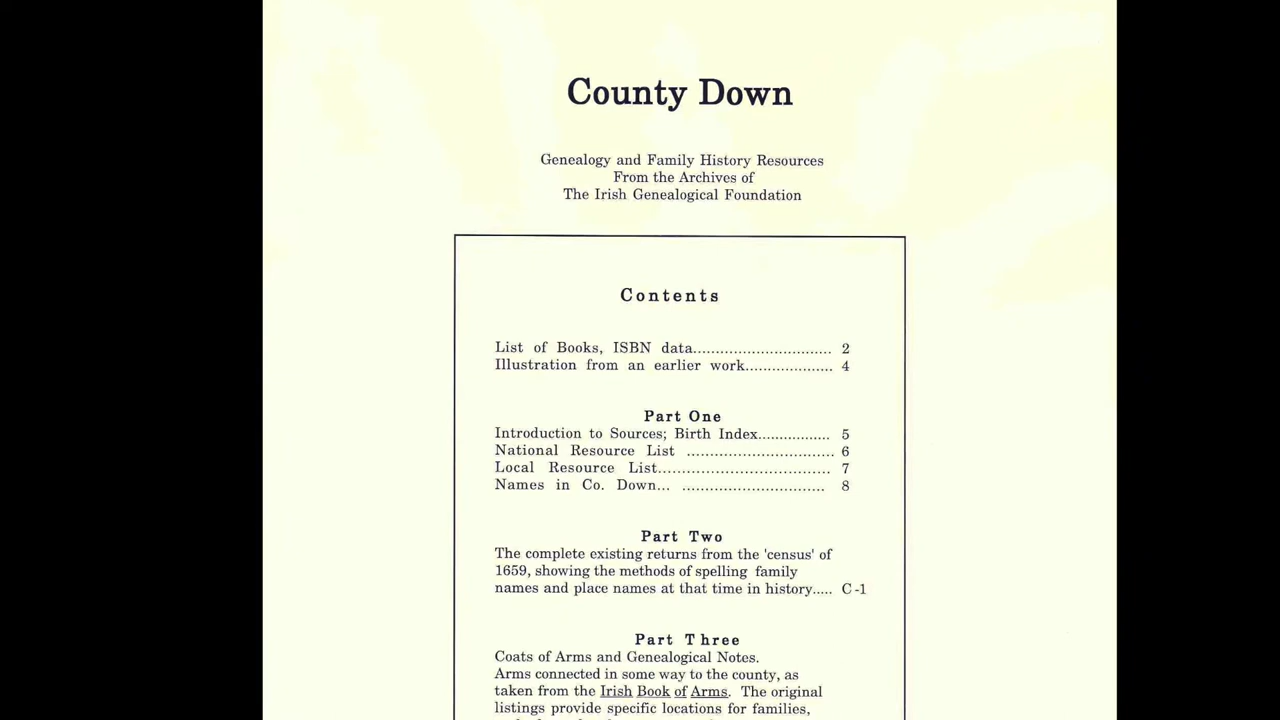 County Down
Genealogy and Family History Resources
From the Archives of
The Irish Genealogical Foundation
Contents
List of Books, ISBN data................................ 2
Illustration from an earlier work.................... 4
Part One
Introduction to Sources; Birth Index................. 5
National Resource List ................................. 6
Local Resource List...................................... 7
Names in Co. Down... ............................... 8
Part Two
The complete existing returns from the 'census' of
1659, showing the methods of spelling family
names and place names at that time in history..... C-1
Part Three
Coats of Arms and Genealogical Notes.
Arms connected in some way to the county, as
taken from the Irish Book of Arms. The original
listings provide specific locations for families,